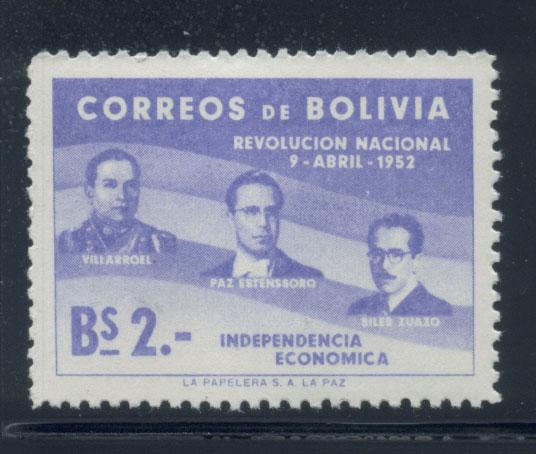 CORREOS DE BOLIVIA
REVOLUCION NACIONAL
9-ABRIL-1952
VILLARROEL
PAZ ESTENSSORO
SILES ZUAZO
Bs 2.-
INDEPENDENCIA
ECONOMICA
LA PAPELERA S. A. LA PAZ